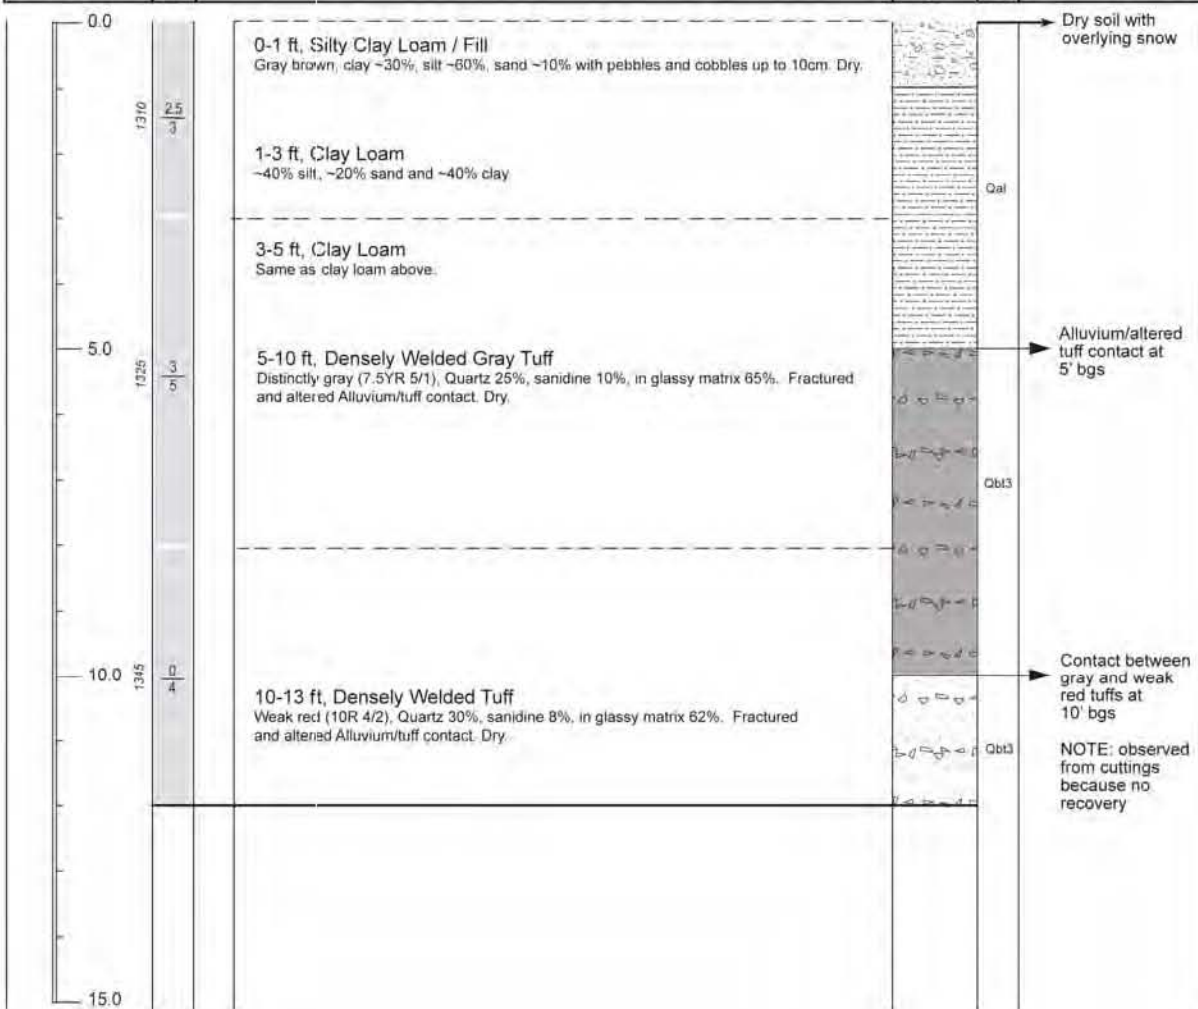 0.0
0-1 ft, Silty Clay Loam / Fill
Gray brown, clay ~30%, silt ~60%, sand ~10% with pebbles and cobbles up to 10cm. Dry.
Dry soil with
overlying snow
1310
2.5
3
1-3 ft, Clay Loam
~40% silt, ~20% sand and ~40% clay
Qal
3-5 ft, Clay Loam
Same as clay loam above.
5.0
1325
3
5
5-10 ft, Densely Welded Gray Tuff
Distinctly gray (7.5YR 5/1), Quartz 25%, sanidine 10%, in glassy matrix 65%. Fractured
and altered Alluvium/tuff contact. Dry.
Alluvium/altered
tuff contact at
5' bgs
Qbt3
10.0
1345
0
4
10-13 ft, Densely Welded Tuff
Weak red (10R 4/2), Quartz 30%, sanidine 8%, in glassy matrix 62%. Fractured
and altered Alluvium/tuff contact. Dry.
Qbt3
Contact between
gray and weak
red tuffs at
10' bgs
NOTE: observed
from cuttings
because no
recovery
15.0